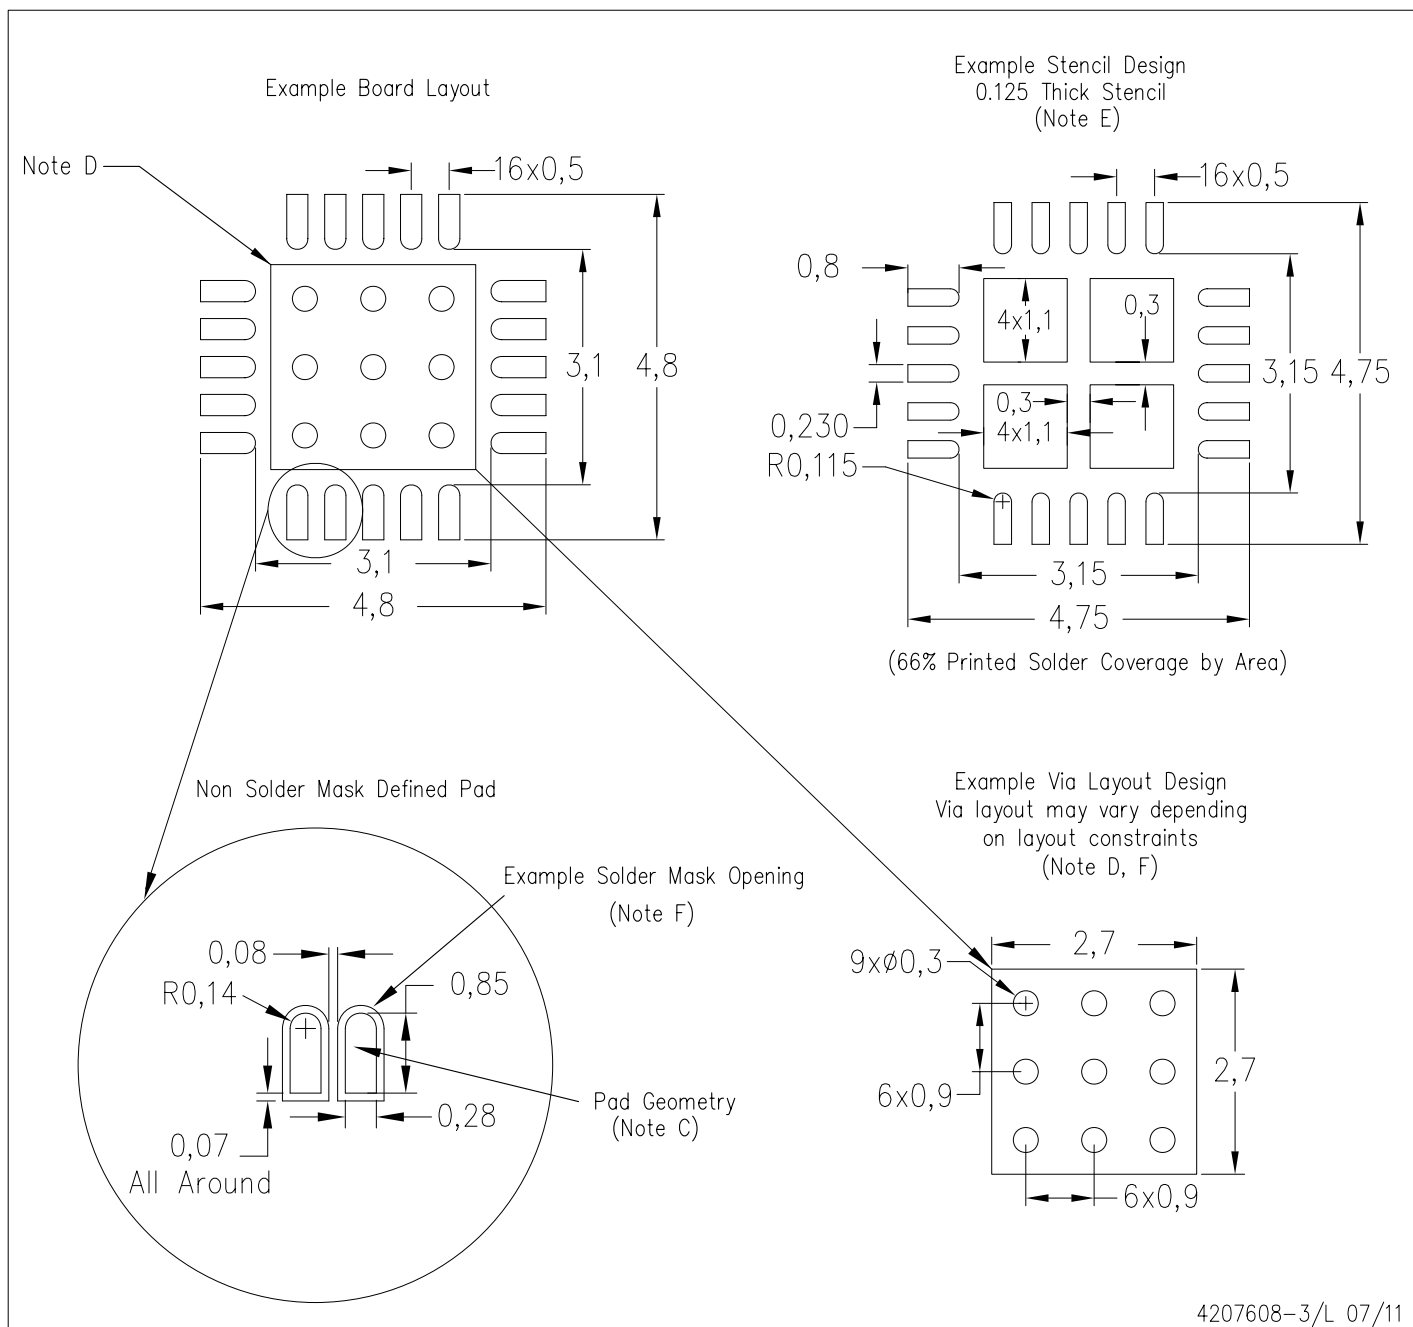 Example Board Layout
Note D
16x0,5
3,1
4,8
3,1
4,8
Example Stencil Design
0.125 Thick Stencil
(Note E)
16x0,5
0,8
4x1,1
0,3
3,15
4,75
0,3
4x1,1
0,230
R0,115
3,15
4,75
(66% Printed Solder Coverage by Area)
Non Solder Mask Defined Pad
Example Solder Mask Opening
(Note F)
0,08
R0,14
0,85
Pad Geometry
(Note C)
0,28
0,07
All Around
Example Via Layout Design
Via layout may vary depending
on layout constraints
(Note D, F)
2,7
9xø0,3
2,7
6x0,9
6x0,9
4207608-3/L 07/11